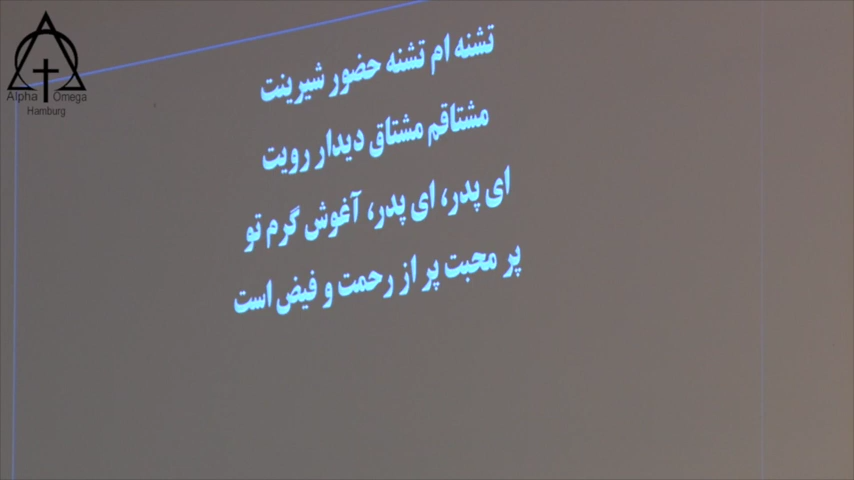 تشنه ام تشنه حضور شیرینت
مشتاقم مشتاق دیدار رویت
ای پدر، ای پدر، آغوش گرم تو
پر محبت پر از رحمت و فیض است
Alpha Omega
Hamburg